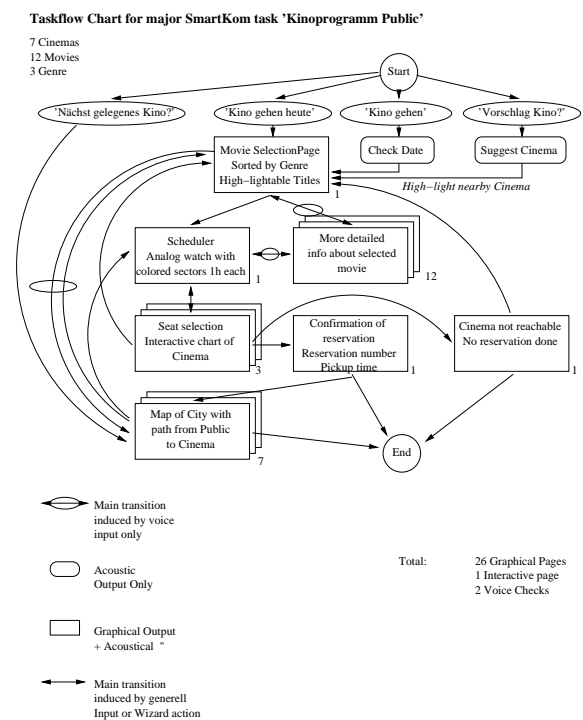 Taskflow Chart for major SmartKom task 'Kinoprogramm Public'
7 Cinemas
12 Movies
3 Genre
Start
'Nächst gelegenes Kino?'
'Kino gehen heute'
'Kino gehen'
'Vorschlag Kino?'
Movie SelectionPage
Sorted by Genre
High-lightable Titles
1
Check Date
Suggest Cinema
High-light nearby Cinema
Scheduler
Analog watch with
colored sectors 1h each
1
More detailed
info about selected
movie
12
Seat selection
Interactive chart of
Cinema
3
Confirmation of
reservation
Reservation number
Pickup time
1
Cinema not reachable
No reservation done
1
Map of City with
path from Public
to Cinema
7
End
Main transition
induced by voice
input only
Acoustic
Output Only
Graphical Output
+ Acoustical "
Main transition
induced by generell
Input or Wizard action
Total:
26 Graphical Pages
1 Interactive page
2 Voice Checks